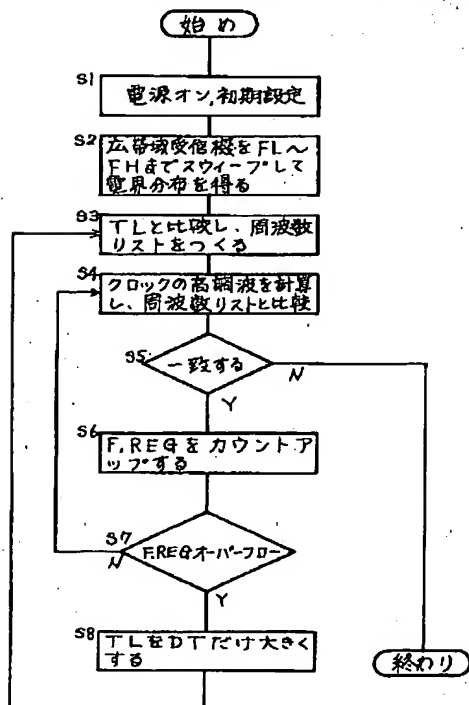 始め
S1
電源オン,初期設定
S2
広帯域受信機をFL〜
FHまでスウィープして
電界分布を得る
S3
TLと比較し、周波数
リストをつくる
S4
クロックの高調波を計算
し、周波数リストと比較
S5
一致する
N
Y
S6
F.REGをカウントア
ップする
S7
F.REGオーバーフロー
N
Y
S8
TLをDTだけ大きく
する
終わり